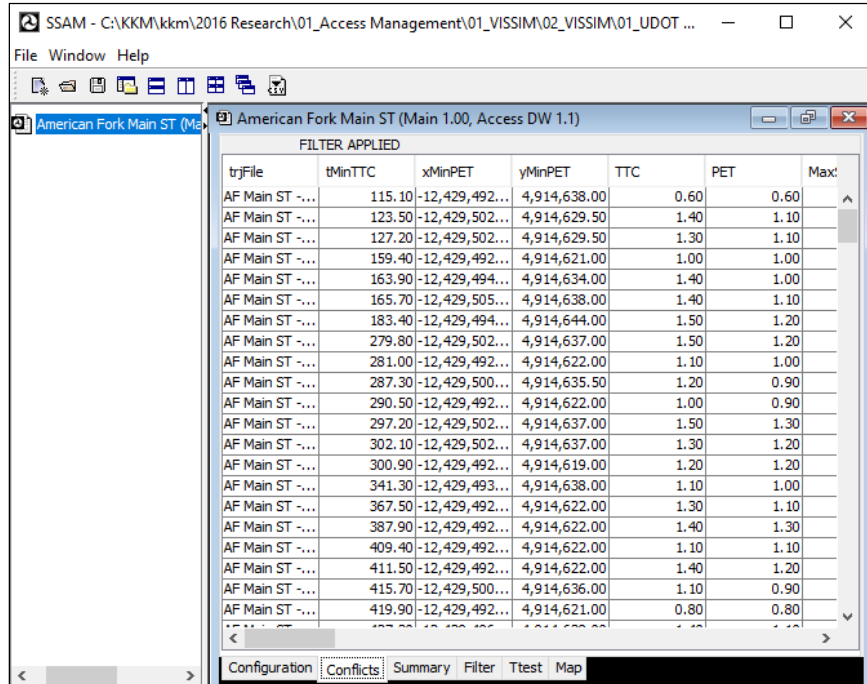 SSAM - C:\KKM\kkm\2016 Research\01_Access Management\01_VISSIM\02_VISSIM\01_UDOT ...
File Window Help
American Fork Main ST (Ma
American Fork Main ST (Main 1.00, Access DW 1.1)
FILTER APPLIED
trjFile tMinTTC xMinPET yMinPET TTC PET Max
AF Main ST -... 115.10 -12,429,492... 4,914,638.00 0.60 0.60
AF Main ST -... 123.50 -12,429,502... 4,914,629.50 1.40 1.10
AF Main ST -... 127.20 -12,429,502... 4,914,629.50 1.30 1.10
AF Main ST -... 159.40 -12,429,492... 4,914,621.00 1.00 1.00
AF Main ST -... 163.90 -12,429,494... 4,914,634.00 1.40 1.00
AF Main ST -... 165.70 -12,429,505... 4,914,638.00 1.40 1.10
AF Main ST -... 183.40 -12,429,494... 4,914,644.00 1.50 1.20
AF Main ST -... 279.80 -12,429,502... 4,914,637.00 1.50 1.20
AF Main ST -... 281.00 -12,429,492... 4,914,622.00 1.10 1.00
AF Main ST -... 287.30 -12,429,500... 4,914,635.50 1.20 0.90
AF Main ST -... 290.50 -12,429,492... 4,914,622.00 1.00 0.90
AF Main ST -... 297.20 -12,429,502... 4,914,637.00 1.50 1.30
AF Main ST -... 302.10 -12,429,502... 4,914,637.00 1.30 1.20
AF Main ST -... 300.90 -12,429,492... 4,914,619.00 1.20 1.20
AF Main ST -... 341.30 -12,429,493... 4,914,638.00 1.10 1.00
AF Main ST -... 367.50 -12,429,492... 4,914,622.00 1.30 1.10
AF Main ST -... 387.90 -12,429,492... 4,914,622.00 1.40 1.30
AF Main ST -... 409.40 -12,429,492... 4,914,622.00 1.10 1.10
AF Main ST -... 411.50 -12,429,492... 4,914,622.00 1.40 1.20
AF Main ST -... 415.70 -12,429,500... 4,914,636.00 1.10 0.90
AF Main ST -... 419.90 -12,429,492... 4,914,621.00 0.80 0.80
Configuration Conflicts Summary Filter Ttest Map